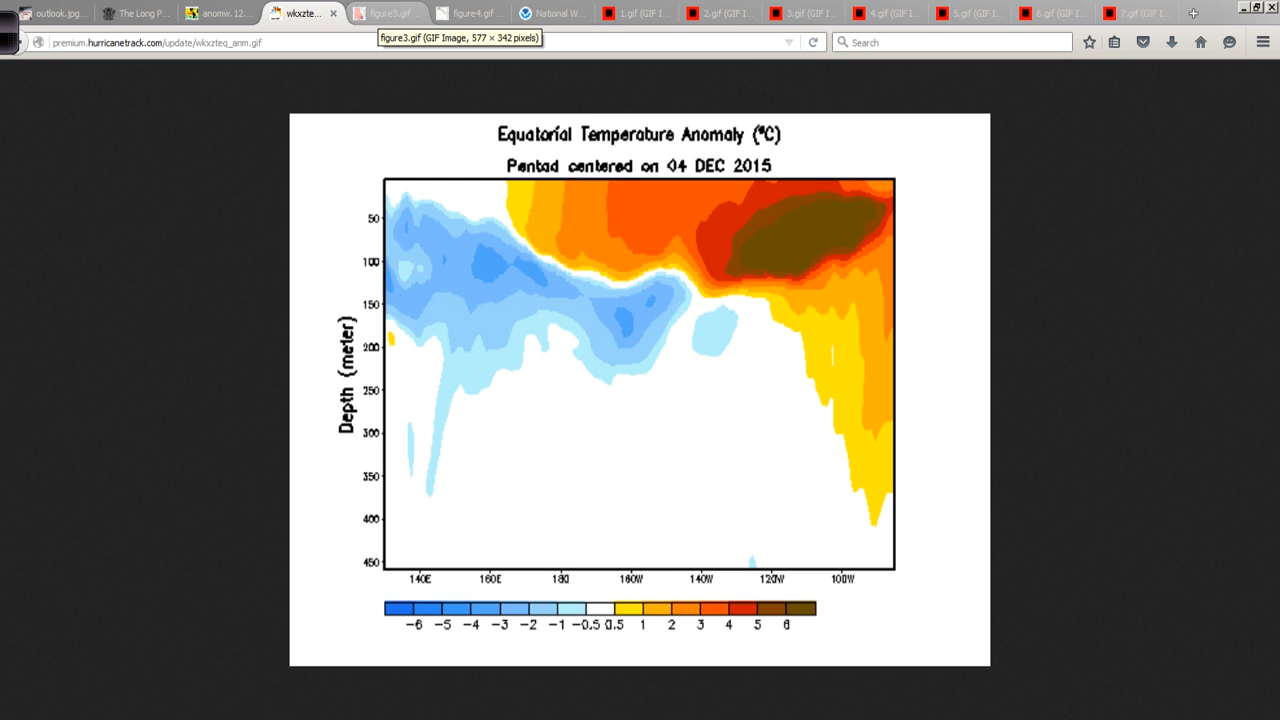 outlook.jpg...
The Long P...
anomw. 12....
wkxzte...
figure3.gif ...
figure4.gif ...
National W...
1.gif (GIF I...
2.gif (GIF I...
3.gif (GIF I...
4.gif (GIF I...
5.gif (GIF I...
6.gif (GIF I...
7.gif (GIF I...
figure3.gif (GIF Image, 577 × 342 pixels)
premium.hurricanetrack.com/update/wkxzteq_anm.gif
Search
Equatorial Temperature Anomaly (°C)
Pentad centered on 04 DEC 2015
Depth (meter)
50
100
150
200
250
300
350
400
450
140E 160E 180 160W 140W 120W 100W
-6 -5 -4 -3 -2 -1 -0.5 0.5 1 2 3 4 5 6